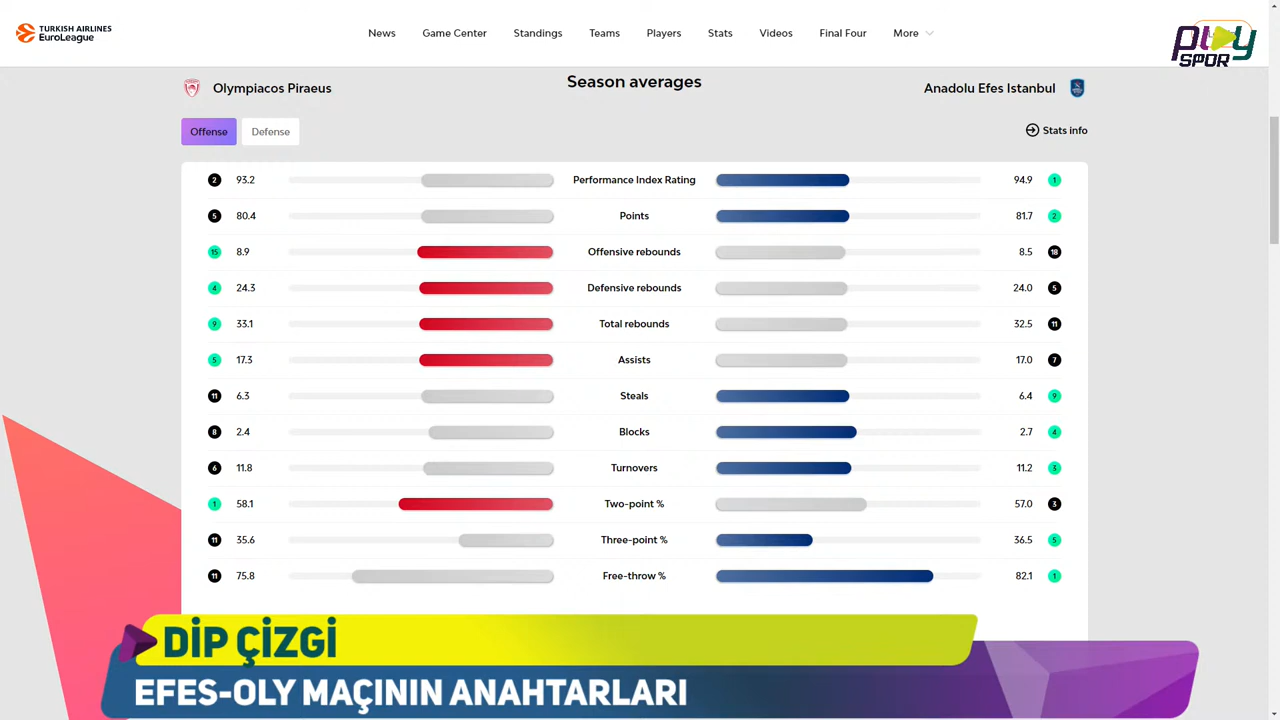 TURKISH AIRLINES
EuroLeague
News Game Center Standings Teams Players Stats Videos Final Four More
play
SPOR
Olympiacos Piraeus Season averages Anadolu Efes Istanbul
Offense Defense Stats info
2 93.2 Performance Index Rating 94.9 1
5 80.4 Points 81.7 2
15 8.9 Offensive rebounds 8.5 18
4 24.3 Defensive rebounds 24.0 5
9 33.1 Total rebounds 32.5 11
5 17.3 Assists 17.0 7
11 6.3 Steals 6.4 9
8 2.4 Blocks 2.7 4
6 11.8 Turnovers 11.2 3
1 58.1 Two-point % 57.0 3
11 35.6 Three-point % 36.5 5
11 75.8 Free-throw % 82.1 1
DİP ÇİZGİ
EFES-OLY MAÇININ ANAHTARLARI